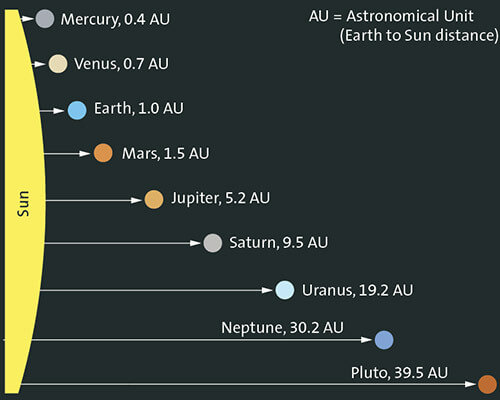 Mercury, 0.4 AU
AU = Astronomical Unit
(Earth to Sun distance)
Venus, 0.7 AU
Earth, 1.0 AU
Mars, 1.5 AU
Sun
Jupiter, 5.2 AU
Saturn, 9.5 AU
Uranus, 19.2 AU
Neptune, 30.2 AU
Pluto, 39.5 AU